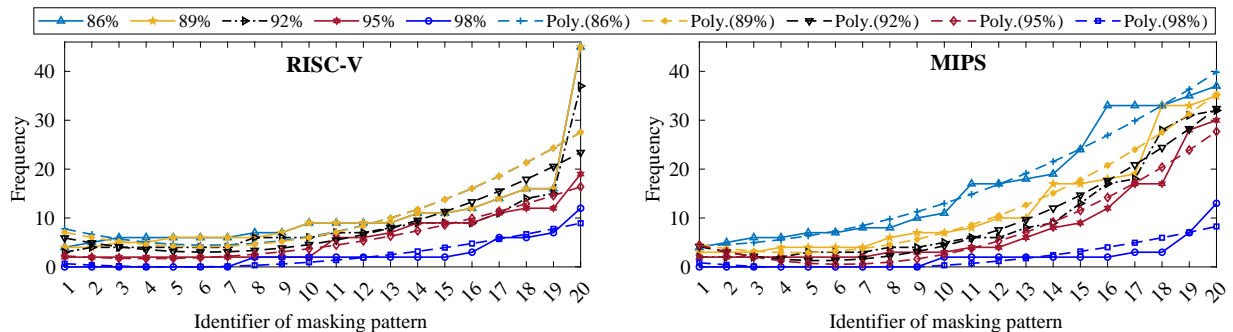 86% 89% 92% 95% 98% Poly.(86%) Poly.(89%) Poly.(92%) Poly.(95%) Poly.(98%)
RISC-V
Frequency
40
30
20
10
0
1 2 3 4 5 6 7 8 9 10 11 12 13 14 15 16 17 18 19 20
Identifier of masking pattern
MIPS
Frequency
40
30
20
10
0
1 2 3 4 5 6 7 8 9 10 11 12 13 14 15 16 17 18 19 20
Identifier of masking pattern